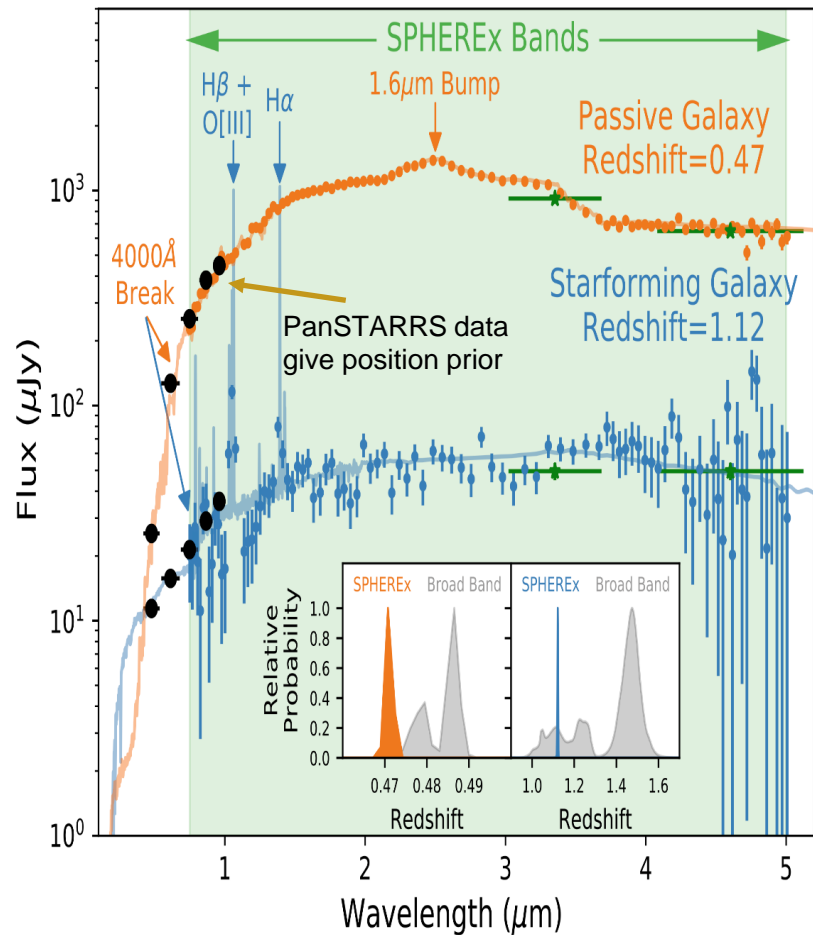 SPHEREx Bands
Hβ +
O[III]
Hα
1.6μm Bump
Passive Galaxy
Redshift=0.47
4000Å
Break
PanSTARRS data
give position prior
Starforming Galaxy
Redshift=1.12
Flux (μJy)
10³
10²
10¹
10⁰
SPHEREx
Broad Band
SPHEREx
Broad Band
Relative
Probability
1.0
0.8
0.6
0.4
0.2
0.0
0.47 0.48 0.49
1.0 1.2 1.4 1.6
Redshift
Redshift
1 2 3 4 5
Wavelength (μm)